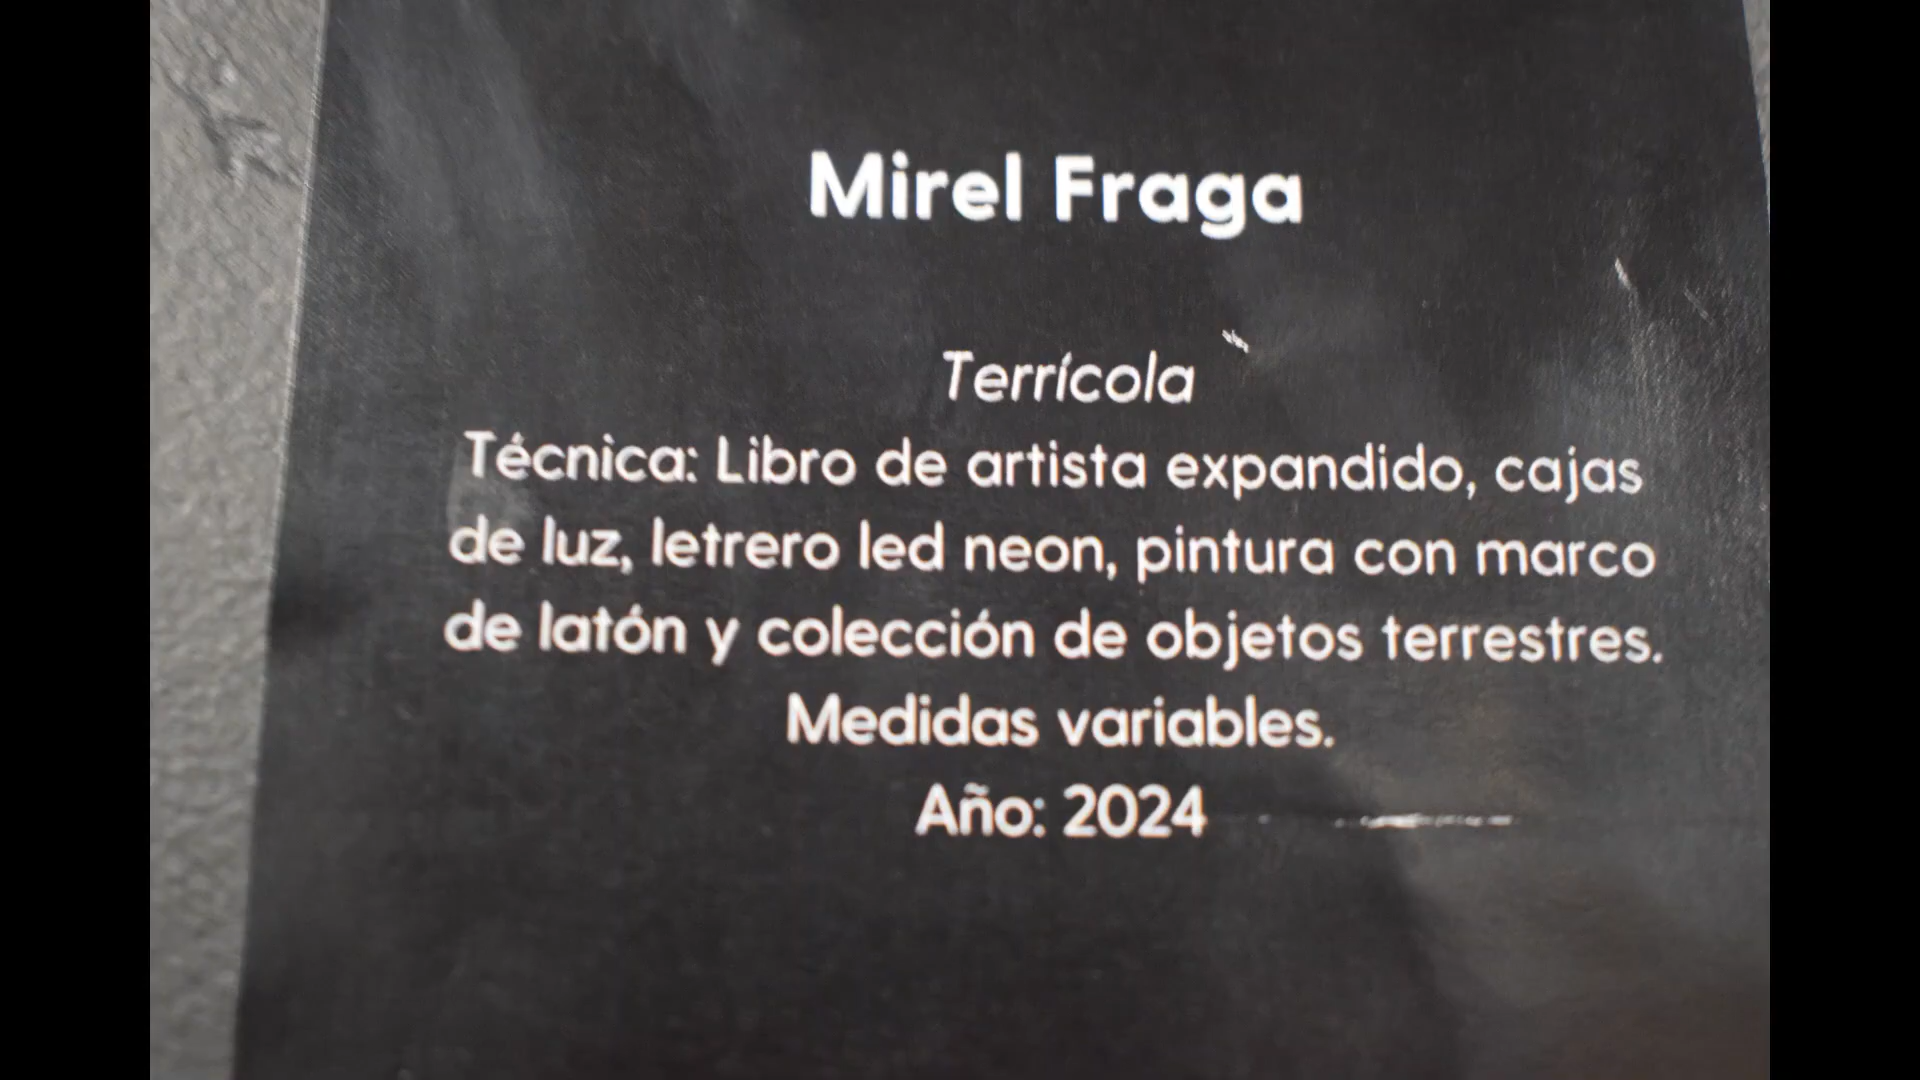 Mirel Fraga
Terrícola
Técnica: Libro de artista expandido, cajas
de luz, letrero led neon, pintura con marco
de latón y colección de objetos terrestres.
Medidas variables.
Año: 2024